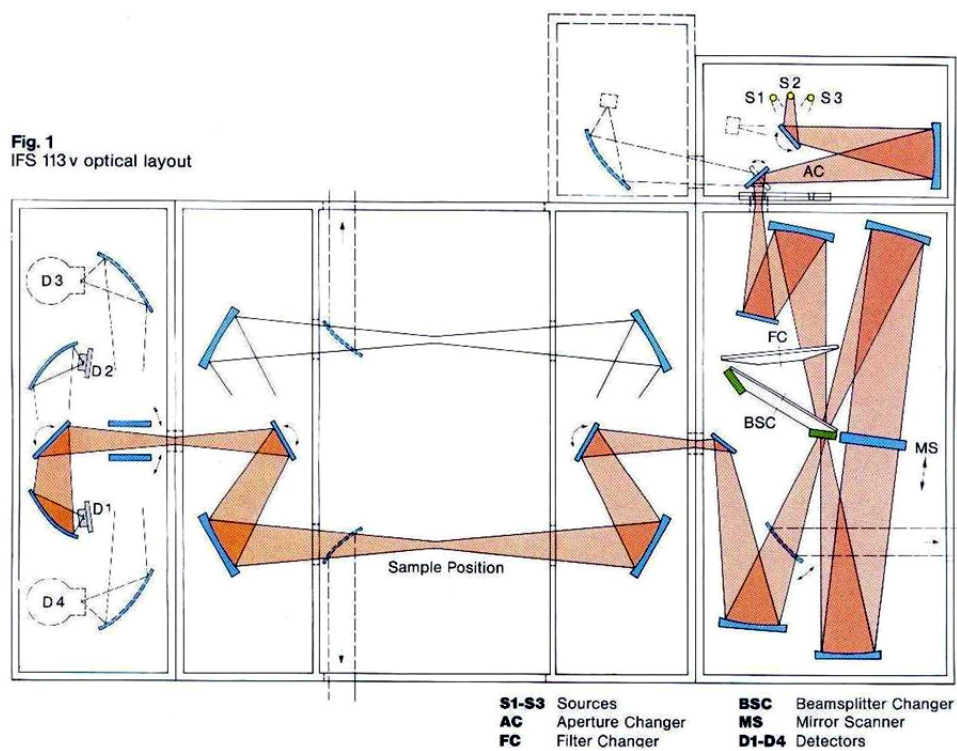 Fig. 1
IFS 113 v optical layout
S1
S2
S3
AC
D3
D2
FC
BSC
MS
D1
Sample Position
D4
S1-S3 Sources
AC Aperture Changer
FC Filter Changer
BSC Beamsplitter Changer
MS Mirror Scanner
D1-D4 Detectors